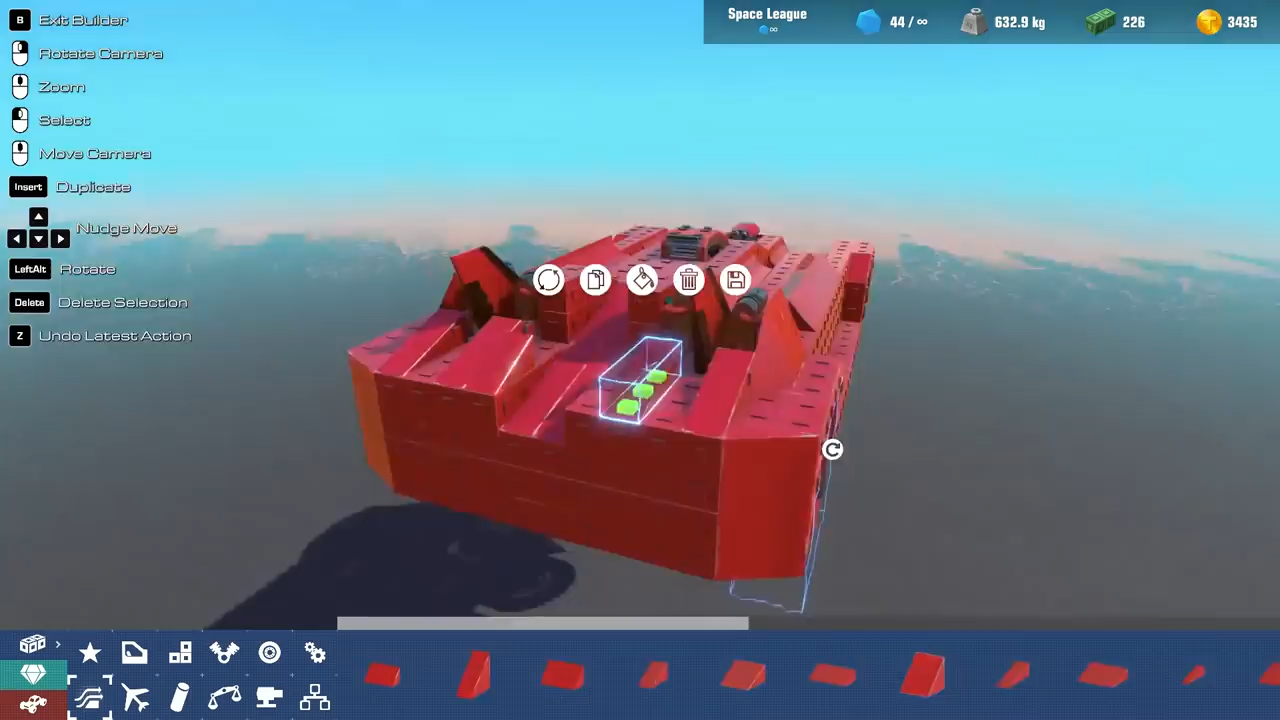 B Exit Builder
Rotate Camera
Zoom
Select
Move Camera
Insert Duplicate
Nudge Move
LeftAlt Rotate
Delete Delete Selection
Z Undo Latest Action
Space League
∞
44 / ∞
632.9 kg
226
3435